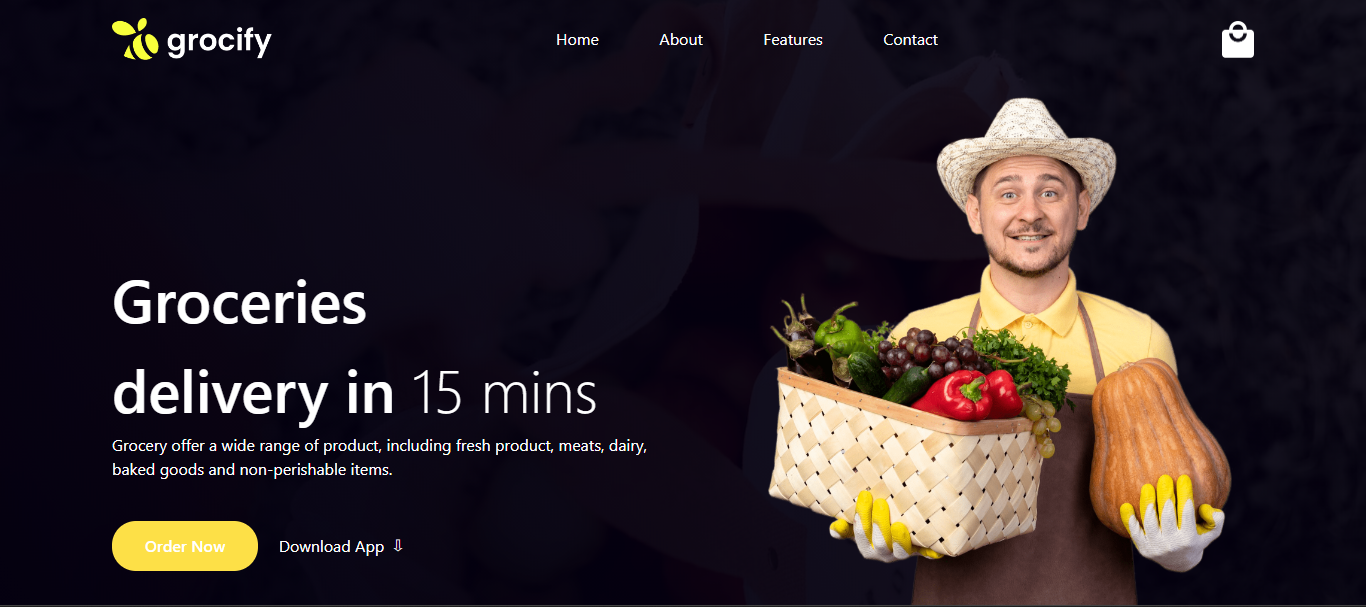 grocify
Home
About
Features
Contact
Groceries
delivery in 15 mins
Grocery offer a wide range of product, including fresh product, meats, dairy,
baked goods and non-perishable items.
Order Now
Download App ⇩